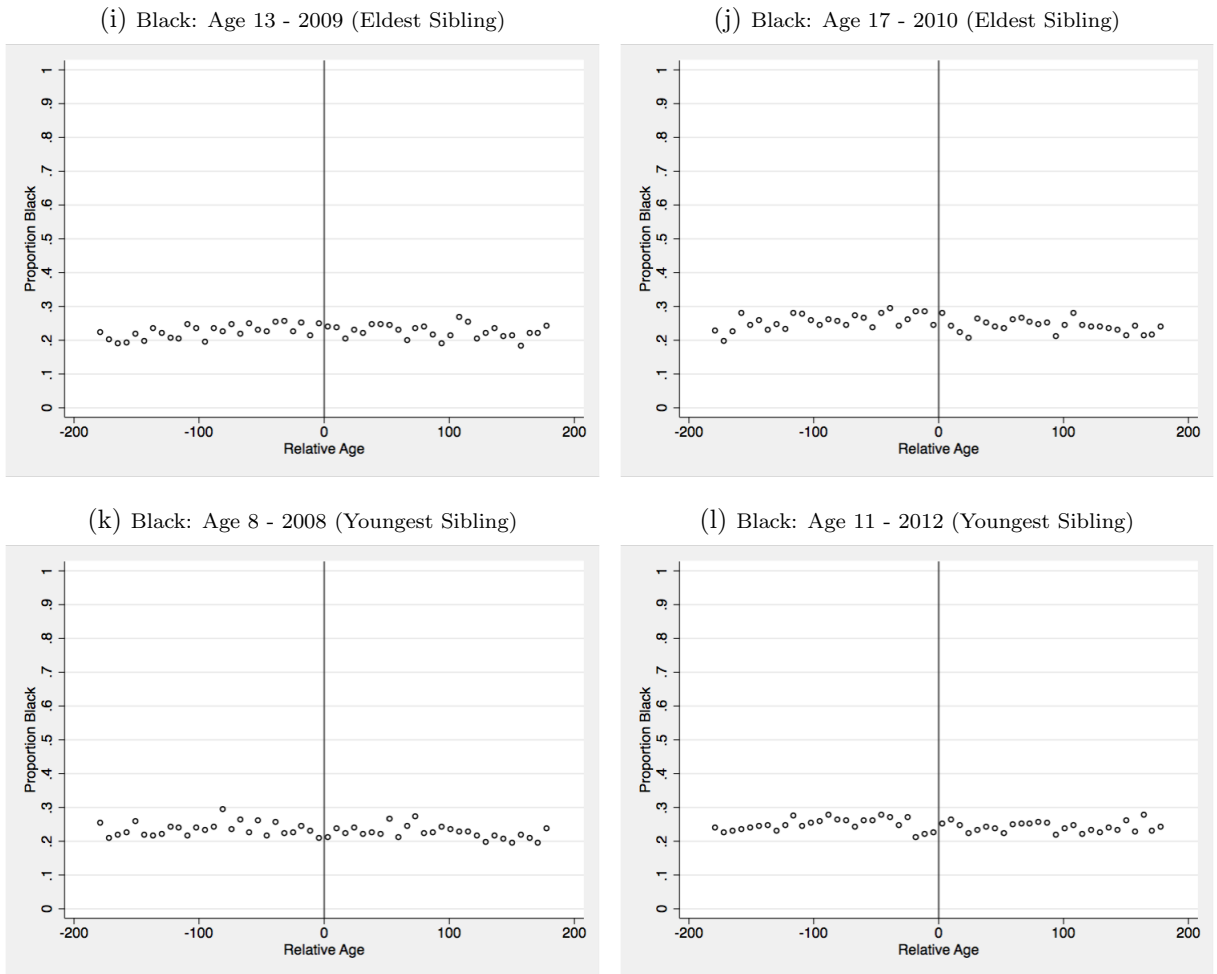 (i) Black: Age 13 - 2009 (Eldest Sibling)
Proportion Black
1
.9
.8
.7
.6
.5
.4
.3
.2
.1
0
-200 -100 0 100 200
Relative Age
(j) Black: Age 17 - 2010 (Eldest Sibling)
Proportion Black
1
.9
.8
.7
.6
.5
.4
.3
.2
.1
0
-200 -100 0 100 200
Relative Age
(k) Black: Age 8 - 2008 (Youngest Sibling)
Proportion Black
1
.9
.8
.7
.6
.5
.4
.3
.2
.1
0
-200 -100 0 100 200
Relative Age
(l) Black: Age 11 - 2012 (Youngest Sibling)
Proportion Black
1
.9
.8
.7
.6
.5
.4
.3
.2
.1
0
-200 -100 0 100 200
Relative Age